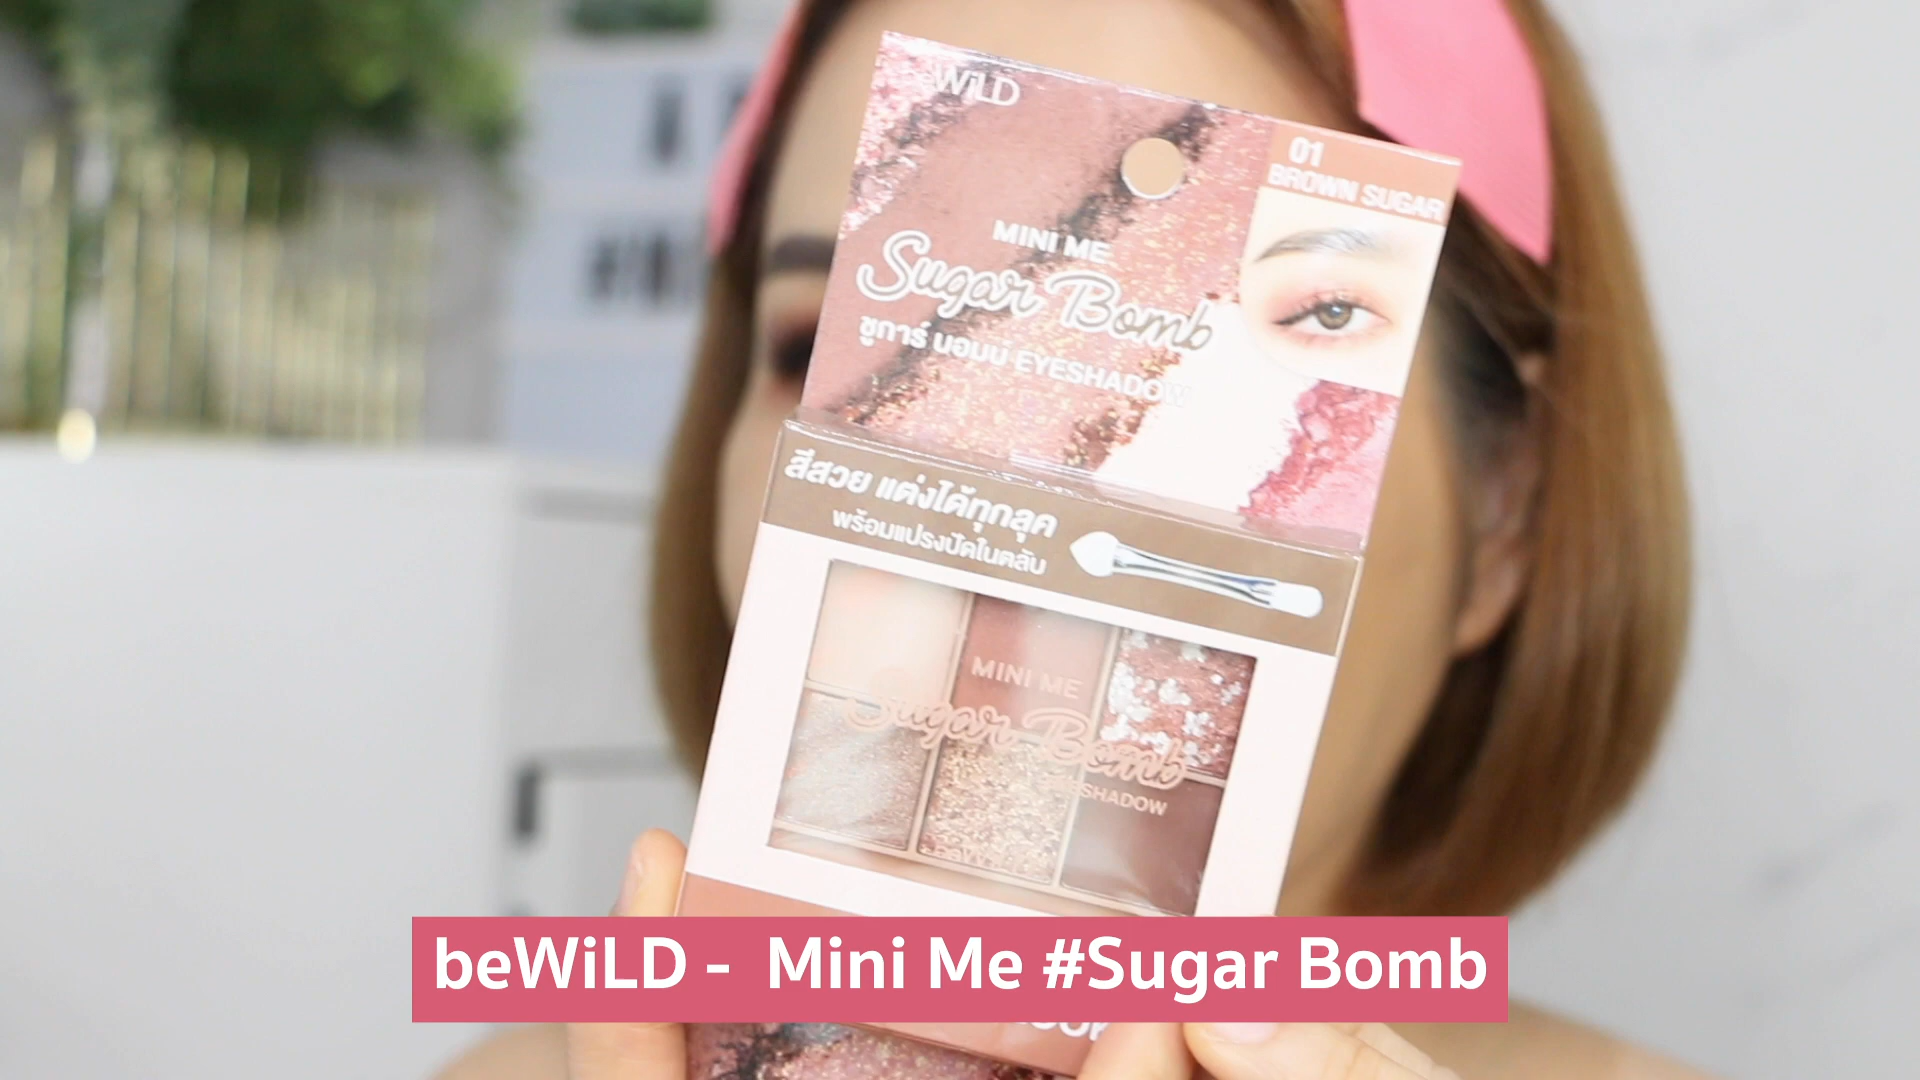 beWiLD
01
BROWN SUGAR
MINI ME
Sugar Bomb
ชูการ์ บอมบ EYESHADOW
สีสวย แต่งได้ทุกลุค
พร้อมแปรงปัดในตลับ
MINI ME
Sugar Bomb
EYESHADOW
beWiLD - Mini Me #Sugar Bomb